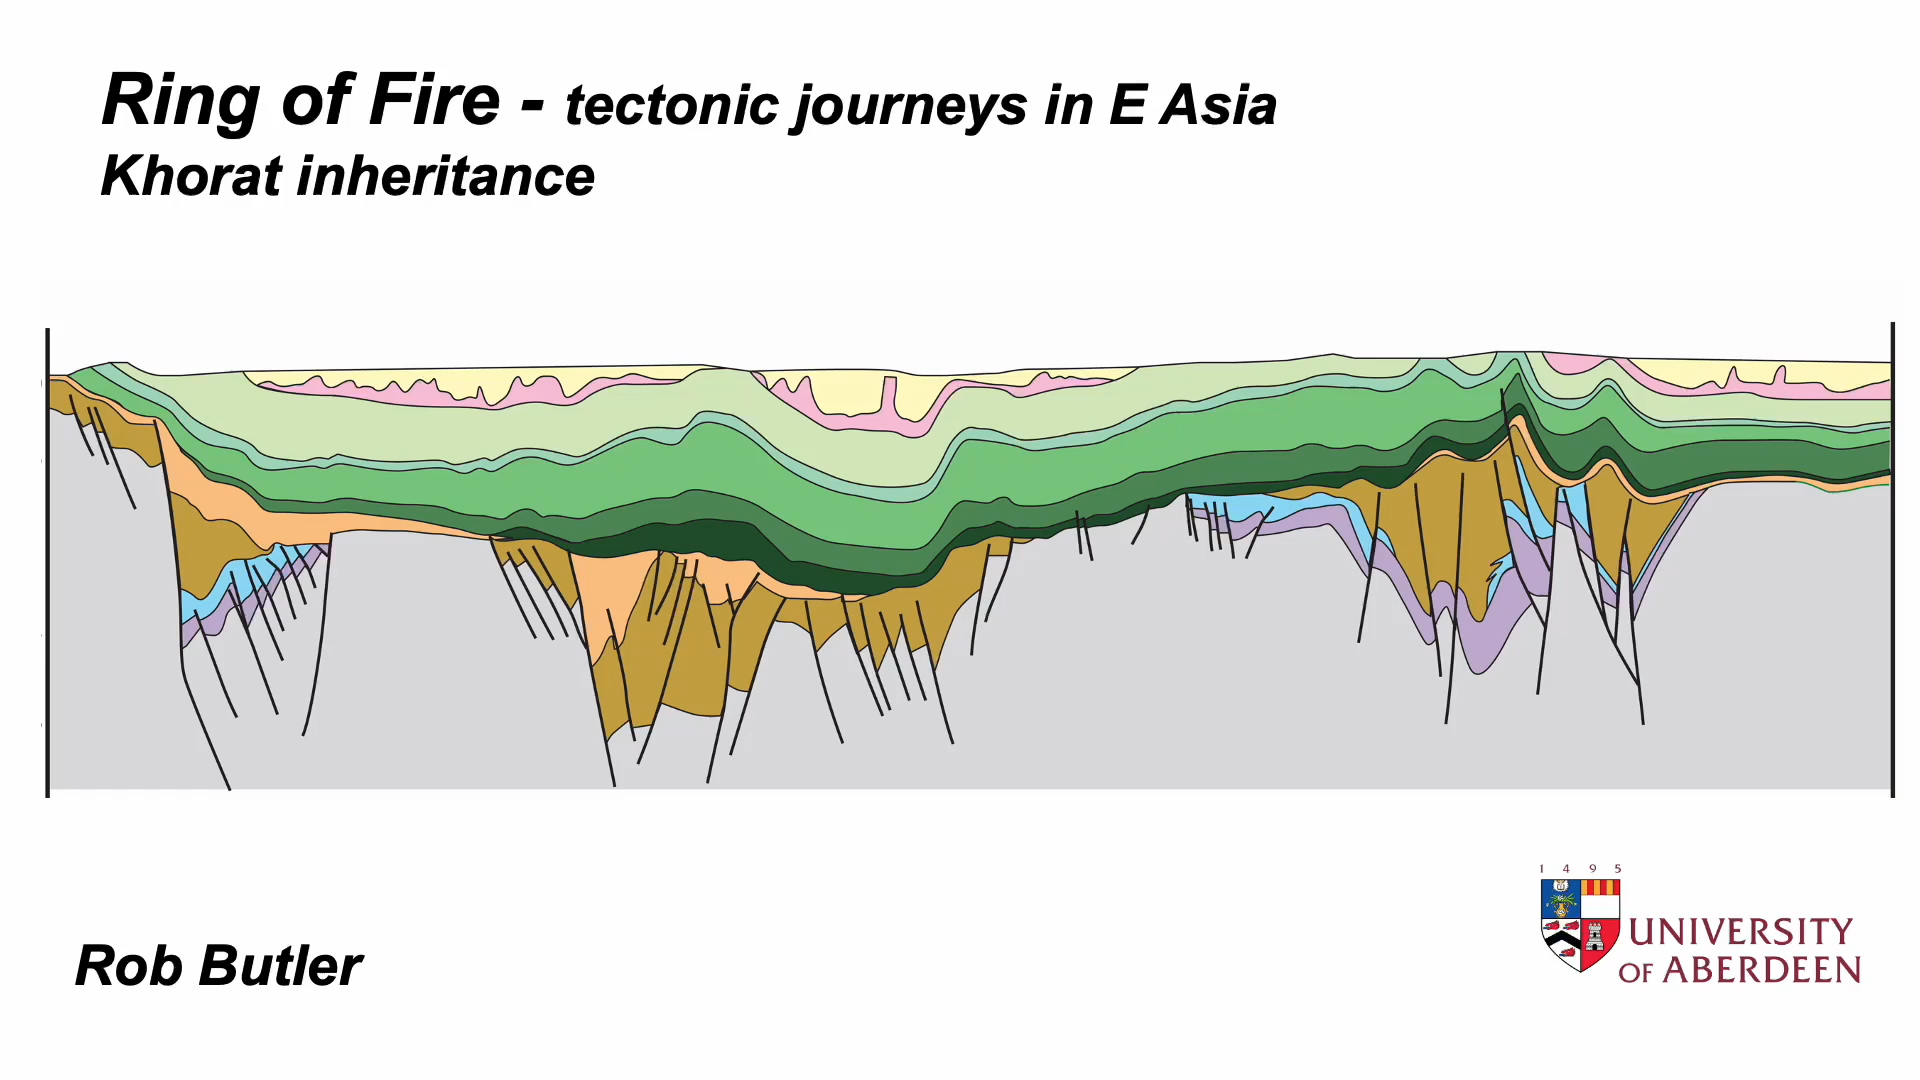 Ring of Fire - tectonic journeys in E Asia
Khorat inheritance
Rob Butler
1 4 9 5
UNIVERSITY
OF ABERDEEN